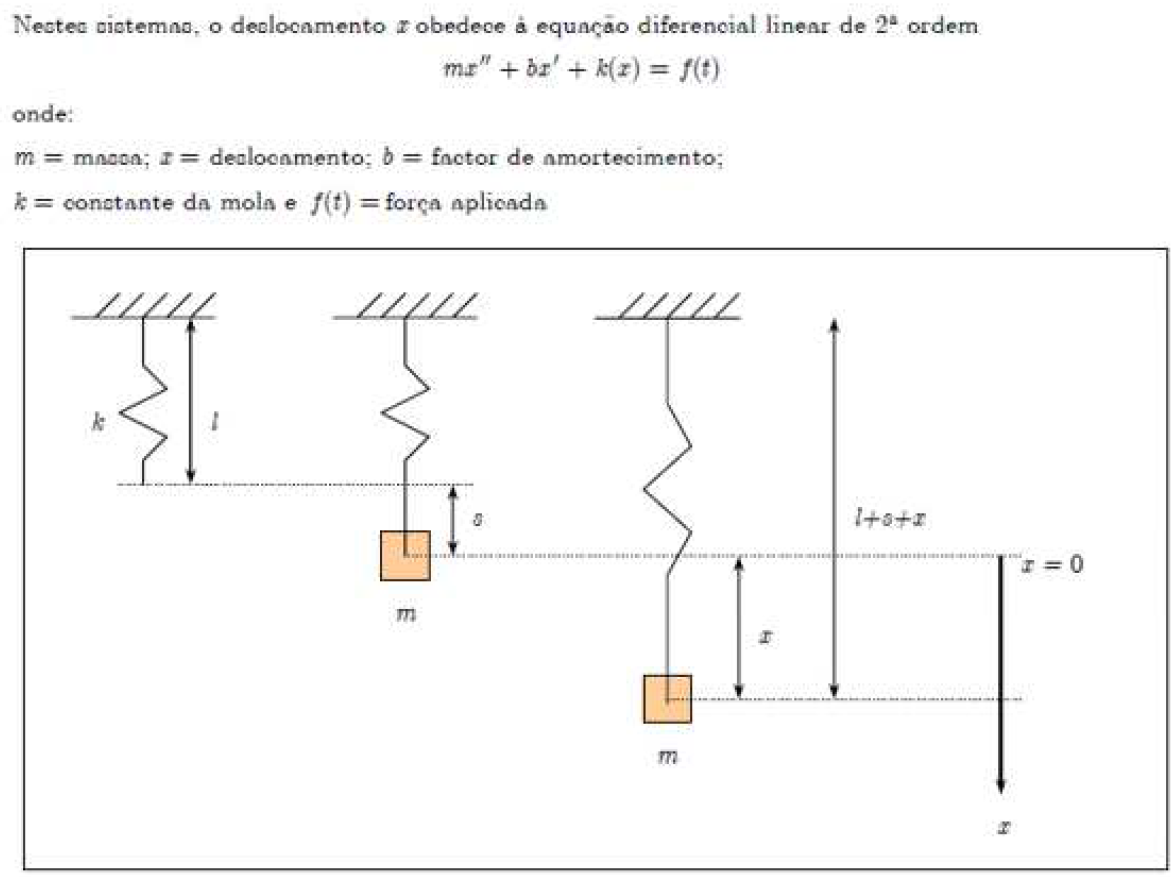 Nestes sistemas, o deslocamento x obedece à equação diferencial linear de 2ª ordem
mx'' + bx' + k(x) = f(t)
onde:
m = massa; x = deslocamento; b = factor de amortecimento;
k = constante da mola e f(t) = força aplicada
k
l
s
l+s+x
x = 0
m
x
m
x